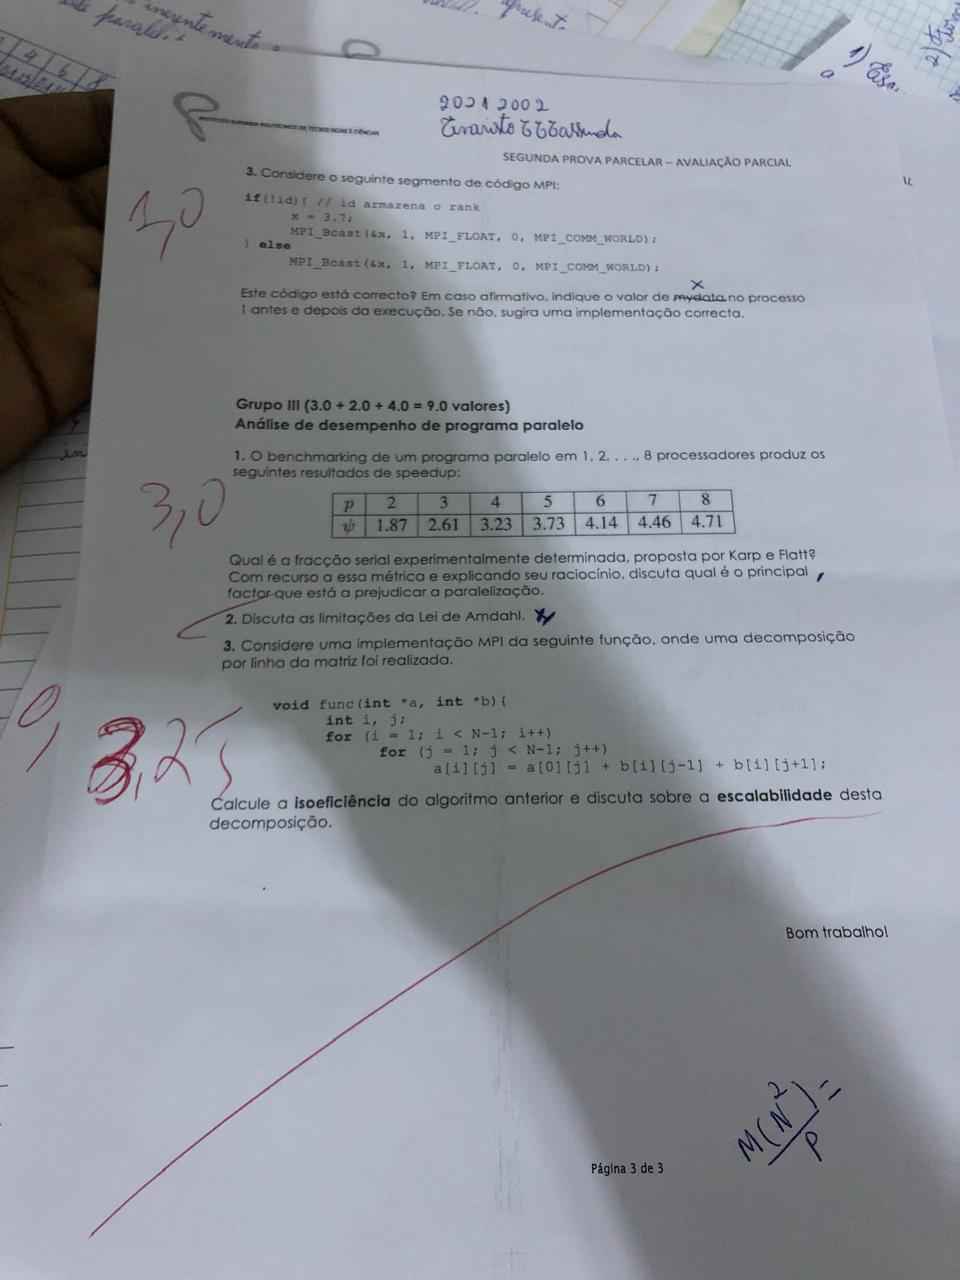 20212002
INSTITUTO SUPERIOR POLITÉCNICO DE TECNOLOGIAS E CIÊNCIAS
SEGUNDA PROVA PARCELAR – AVALIAÇÃO PARCIAL
1,0
3. Considere o seguinte segmento de código MPI:
if(!id){ // id armazena o rank
x = 3.7;
MPI_Bcast(&x, 1, MPI_FLOAT, 0, MPI_COMM_WORLD);
} else
MPI_Bcast(&x, 1, MPI_FLOAT, 0, MPI_COMM_WORLD);
x
Este código está correcto? Em caso afirmativo, indique o valor de mydata no processo
1 antes e depois da execução. Se não, sugira uma implementação correcta.
Grupo III (3.0 + 2.0 + 4.0 = 9.0 valores)
Análise de desempenho de programa paralelo
1. O benchmarking de um programa paralelo em 1, 2, . . ., 8 processadores produz os
seguintes resultados de speedup:
3,0
p 2 3 4 5 6 7 8
ψ 1.87 2.61 3.23 3.73 4.14 4.46 4.71
Qual é a fracção serial experimentalmente determinada, proposta por Karp e Flatt?
Com recurso a essa métrica e explicando seu raciocínio, discuta qual é o principal
factor que está a prejudicar a paralelização.
2. Discuta as limitações da Lei de Amdahl.
3. Considere uma implementação MPI da seguinte função, onde uma decomposição
por linha da matriz foi realizada.
void func(int *a, int *b){
int i, j;
for (i = 1; i < N-1; i++)
for (j = 1; j < N-1; j++)
a[i][j] = a[0][j] + b[i][j-1] + b[i][j+1];
0,
3,25
Calcule a isoeficiência do algoritmo anterior e discuta sobre a escalabilidade desta
decomposição.
Bom trabalho!
M(N²)=
P
Página 3 de 3